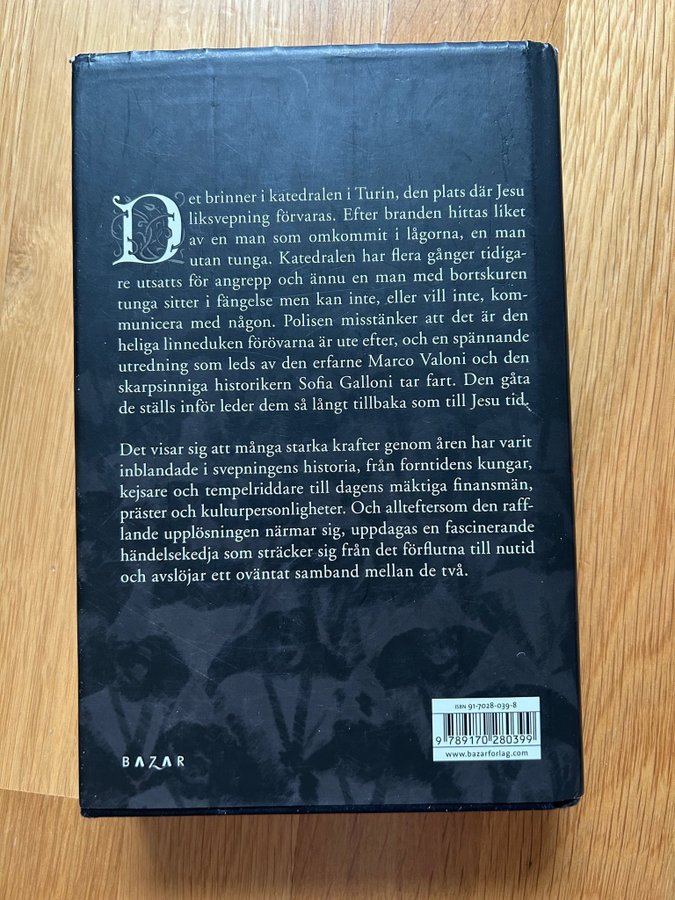 Det brinner i katedralen i Turin, den plats där Jesu
liksvepning förvaras. Efter branden hittas liket
av en man som omkommit i lågorna, en man
utan tunga. Katedralen har flera gånger tidiga-
re utsatts för angrepp och ännu en man med bortskuren
tunga sitter i fängelse men kan inte, eller vill inte, kom-
municera med någon. Polisen misstänker att det är den
heliga linneduken förövarna är ute efter, och en spännande
utredning som leds av den erfarne Marco Valoni och den
skarpsinniga historikern Sofia Galloni tar fart. Den gåta
de ställs inför leder dem så långt tillbaka som till Jesu tid.
Det visar sig att många starka krafter genom åren har varit
inblandade i svepningens historia, från forntidens kungar,
kejsare och tempelriddare till dagens mäktiga finansmän,
präster och kulturpersonligheter. Och allteftersom den raff-
lande upplösningen närmar sig, uppdagas en fascinerande
händelsekedja som sträcker sig från det förflutna till nutid
och avslöjar ett oväntat samband mellan de två.
ISBN 91-7028-039-8
9 789170 280399
www.bazarforlag.com
BAZAR